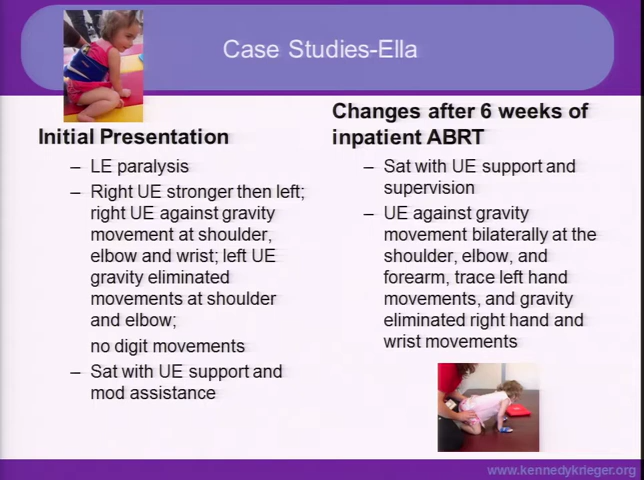 Case Studies-Ella
Initial Presentation
– LE paralysis
– Right UE stronger then left;
right UE against gravity
movement at shoulder,
elbow and wrist; left UE
gravity eliminated
movements at shoulder
and elbow;
no digit movements
– Sat with UE support and
mod assistance
Changes after 6 weeks of
inpatient ABRT
– Sat with UE support and
supervision
– UE against gravity
movement bilaterally at the
shoulder, elbow, and
forearm, trace left hand
movements, and gravity
eliminated right hand and
wrist movements
www.kennedykrieger.org